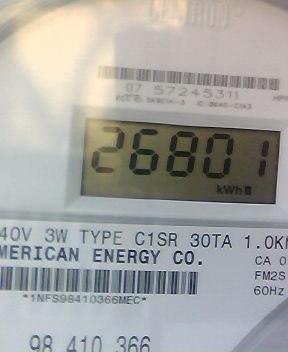 07 57245311
26801
kWh
40V 3W TYPE C1SR 30TA 1.0K
MERICAN ENERGY CO.
CA 0
FM2S
60Hz
*1NFS98410366MEC*
98 410 366